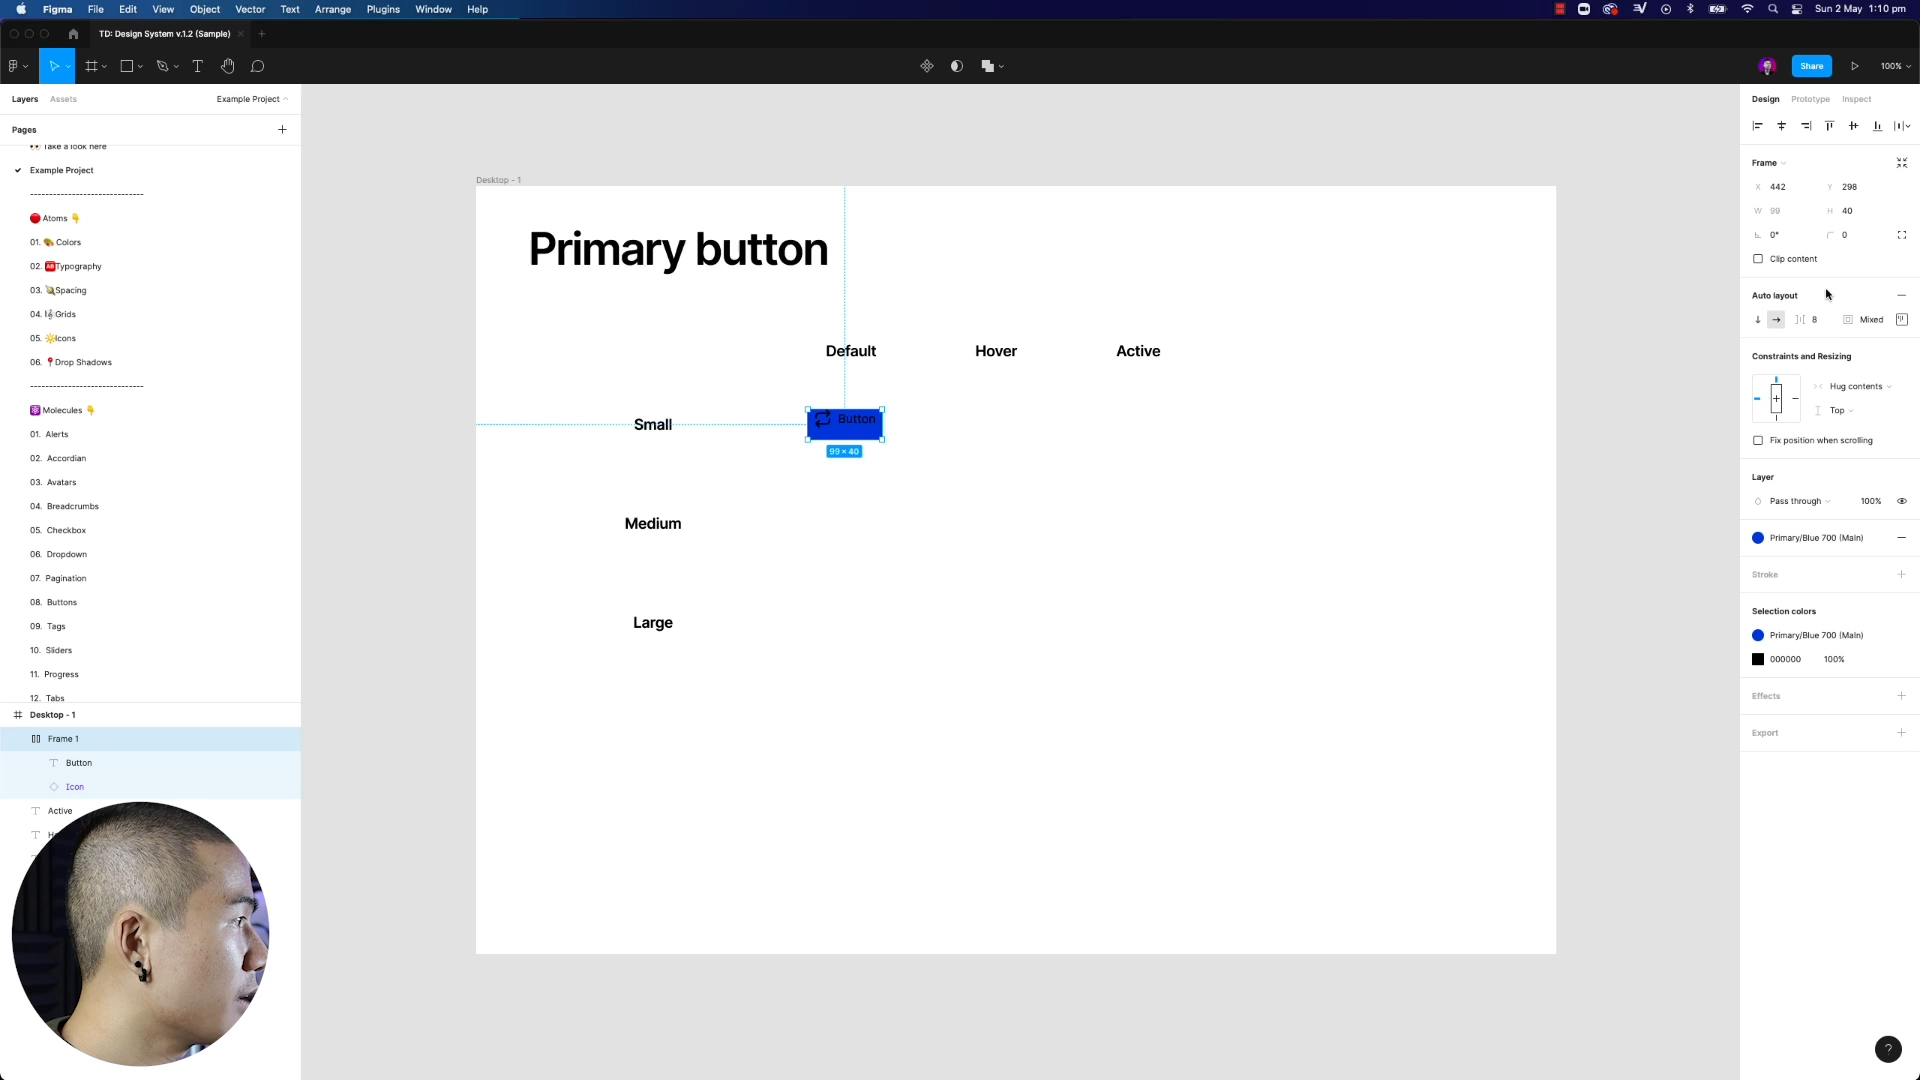 Figma File Edit View Object Vector Text Arrange Plugins Window Help
Sun 2 May 1:10 pm
TD: Design System v.1.2 (Sample)
Share
100%
Layers Assets Example Project
Pages
Take a look here
Example Project
------------------------------
Atoms
01. Colors
02. Typography
03. Spacing
04. Grids
05. Icons
06. Drop Shadows
------------------------------
Molecules
01. Alerts
02. Accordian
03. Avatars
04. Breadcrumbs
05. Checkbox
06. Dropdown
07. Pagination
08. Buttons
09. Tags
10. Sliders
11. Progress
12. Tabs
Desktop - 1
Frame 1
Button
Icon
Active
Desktop - 1
Primary button
Default Hover Active
Small
Button
99 × 40
Medium
Large
Design Prototype Inspect
Frame
X 442 Y 298
W 99 H 40
0° 0
Clip content
Auto layout
8 Mixed
Constraints and Resizing
Hug contents
Top
Fix position when scrolling
Layer
Pass through 100%
Primary/Blue 700 (Main)
Stroke
Selection colors
Primary/Blue 700 (Main)
000000 100%
Effects
Export
?